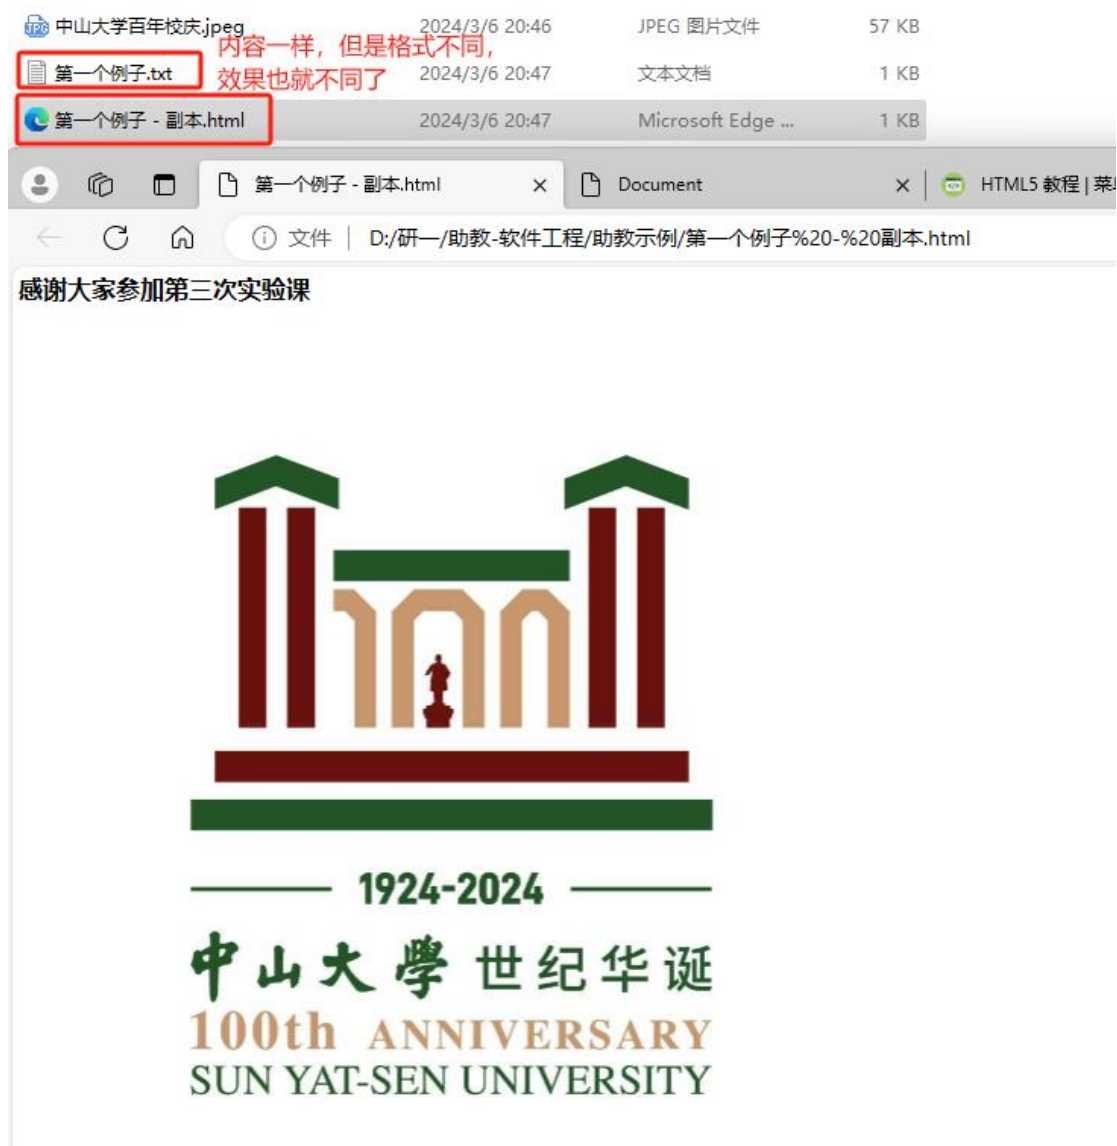 中山大学百年校庆.jpeg 2024/3/6 20:46 JPEG 图片文件 57 KB
内容一样，但是格式不同，
第一个例子.txt 效果也就不同了 2024/3/6 20:47 文本文档 1 KB
第一个例子 - 副本.html 2024/3/6 20:47 Microsoft Edge ... 1 KB
第一个例子 - 副本.html Document HTML5 教程 | 菜
文件 D:/研一/助教-软件工程/助教示例/第一个例子%20-%20副本.html
感谢大家参加第三次实验课
1924-2024
中山大學 世纪华诞
100th ANNIVERSARY
SUN YAT-SEN UNIVERSITY